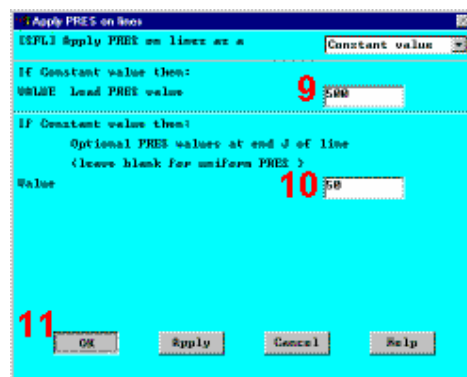 Apply PRES on lines
[SFL] Apply PRES on lines as a Constant value
If Constant value then:
VALUE Load PRES value 9 500
If Constant value then:
Optional PRES values at end J of line
(leave blank for uniform PRES )
Value 10 50
11 OK Apply Cancel Help